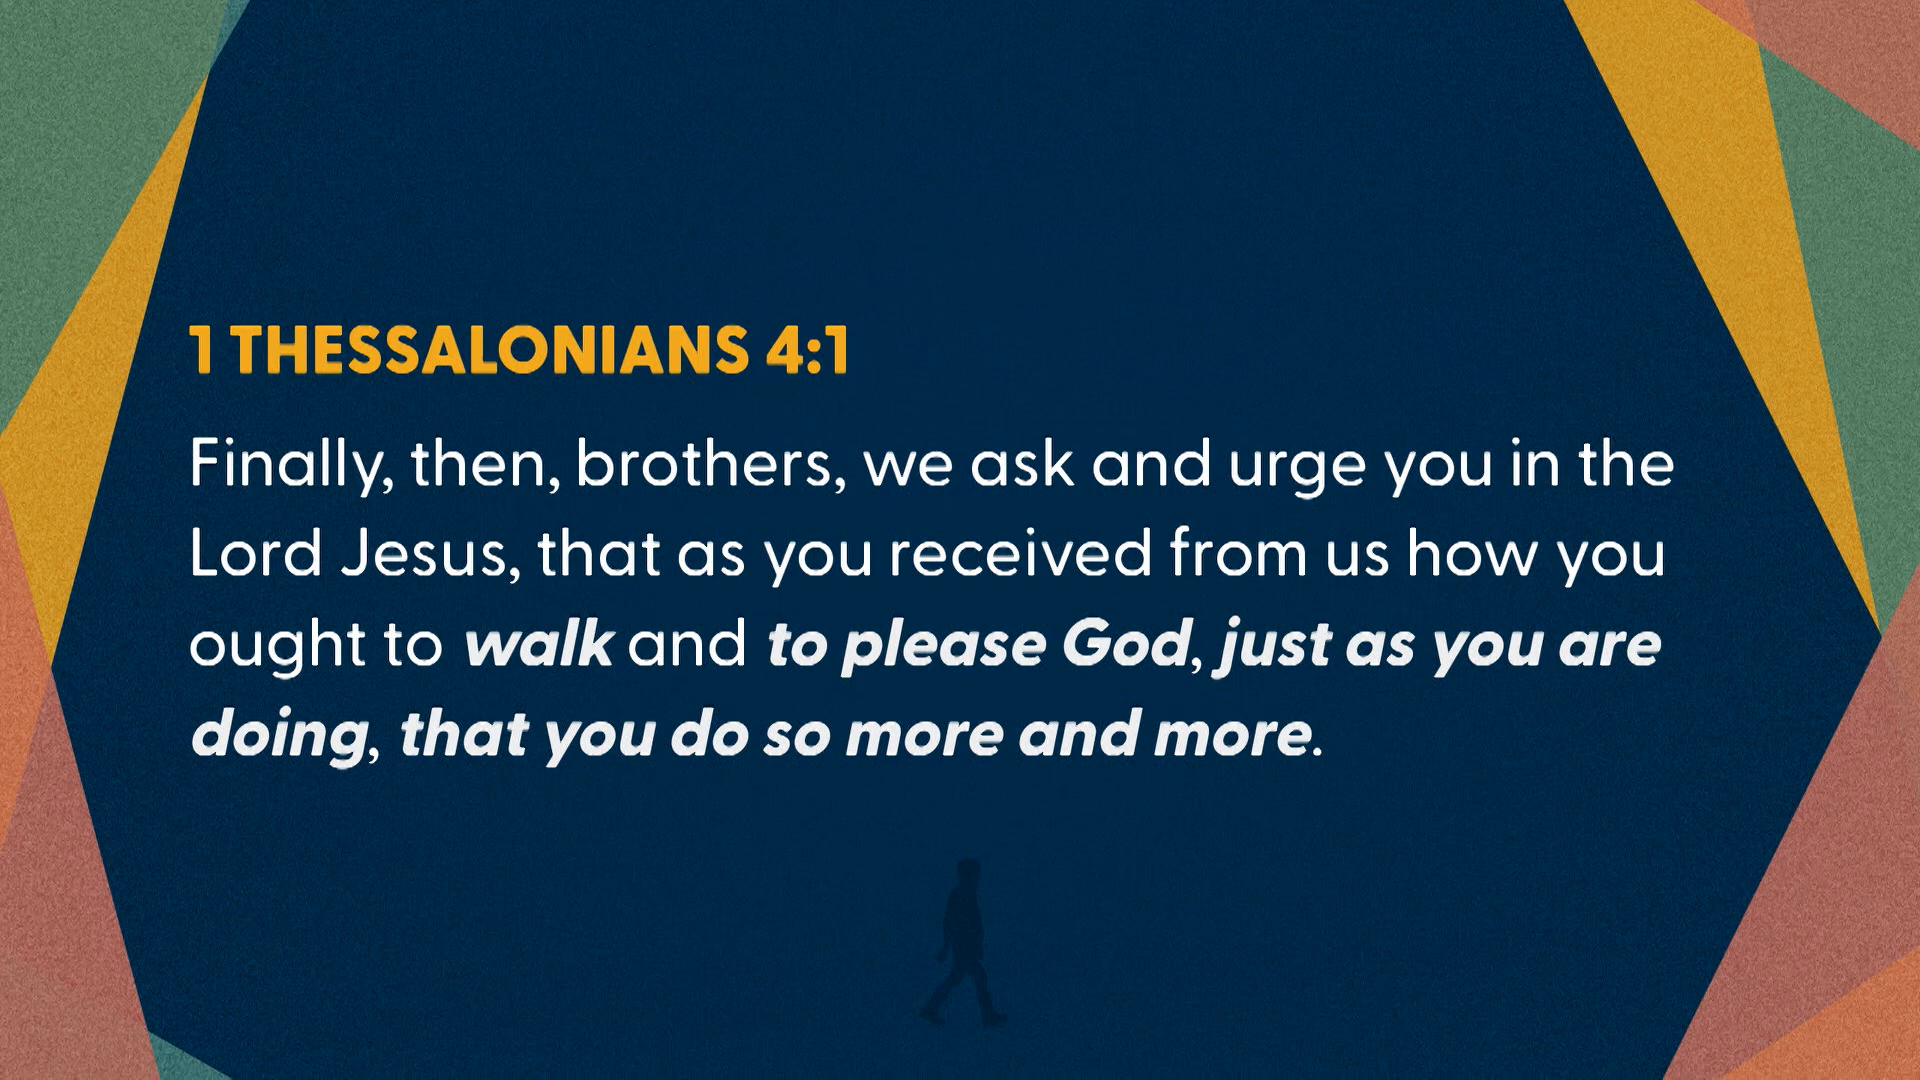 1 THESSALONIANS 4:1
Finally, then, brothers, we ask and urge you in the
Lord Jesus, that as you received from us how you
ought to walk and to please God, just as you are
doing, that you do so more and more.